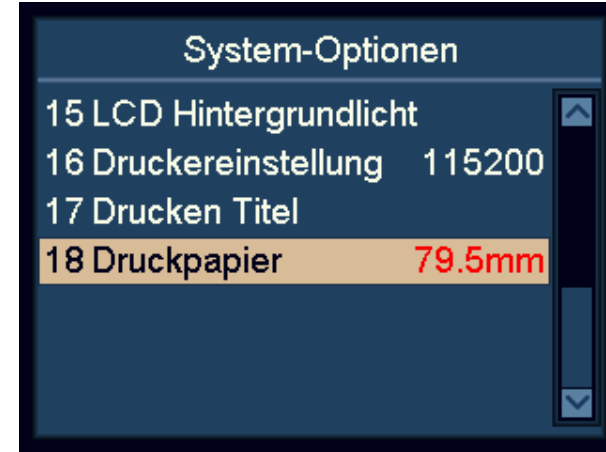 System-Optionen
15 LCD Hintergrundlicht
16 Druckereinstellung 115200
17 Drucken Titel
18 Druckpapier 79.5mm